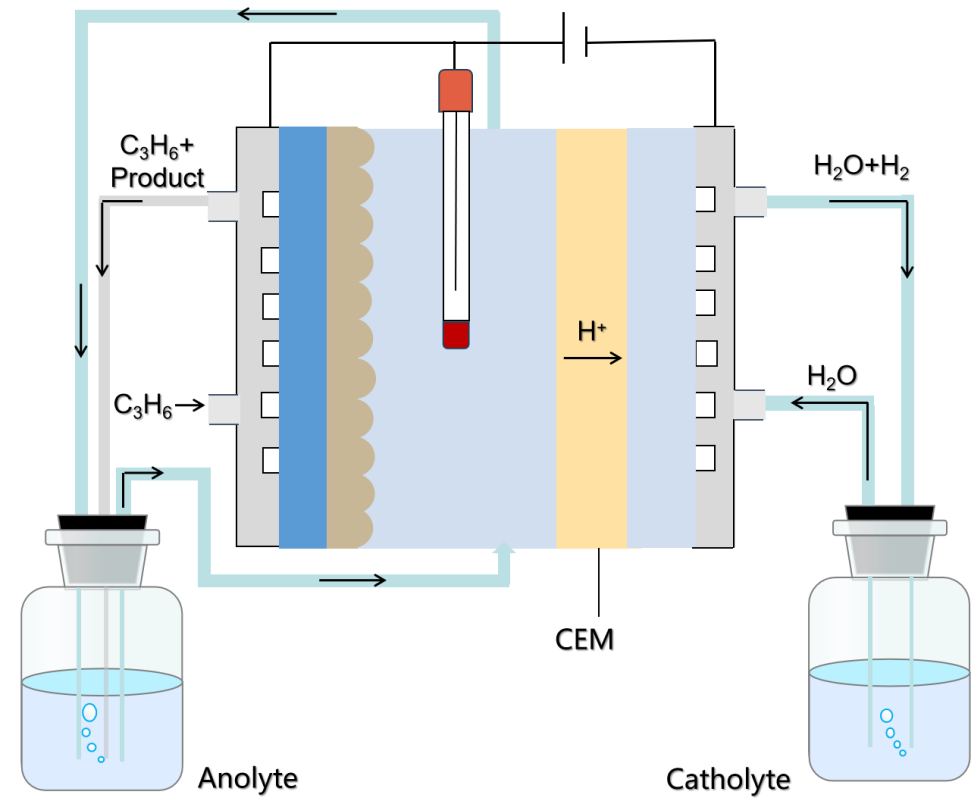 C₃H₆+
Product
H₂O+H₂
H⁺
H₂O
C₃H₆
CEM
Anolyte
Catholyte